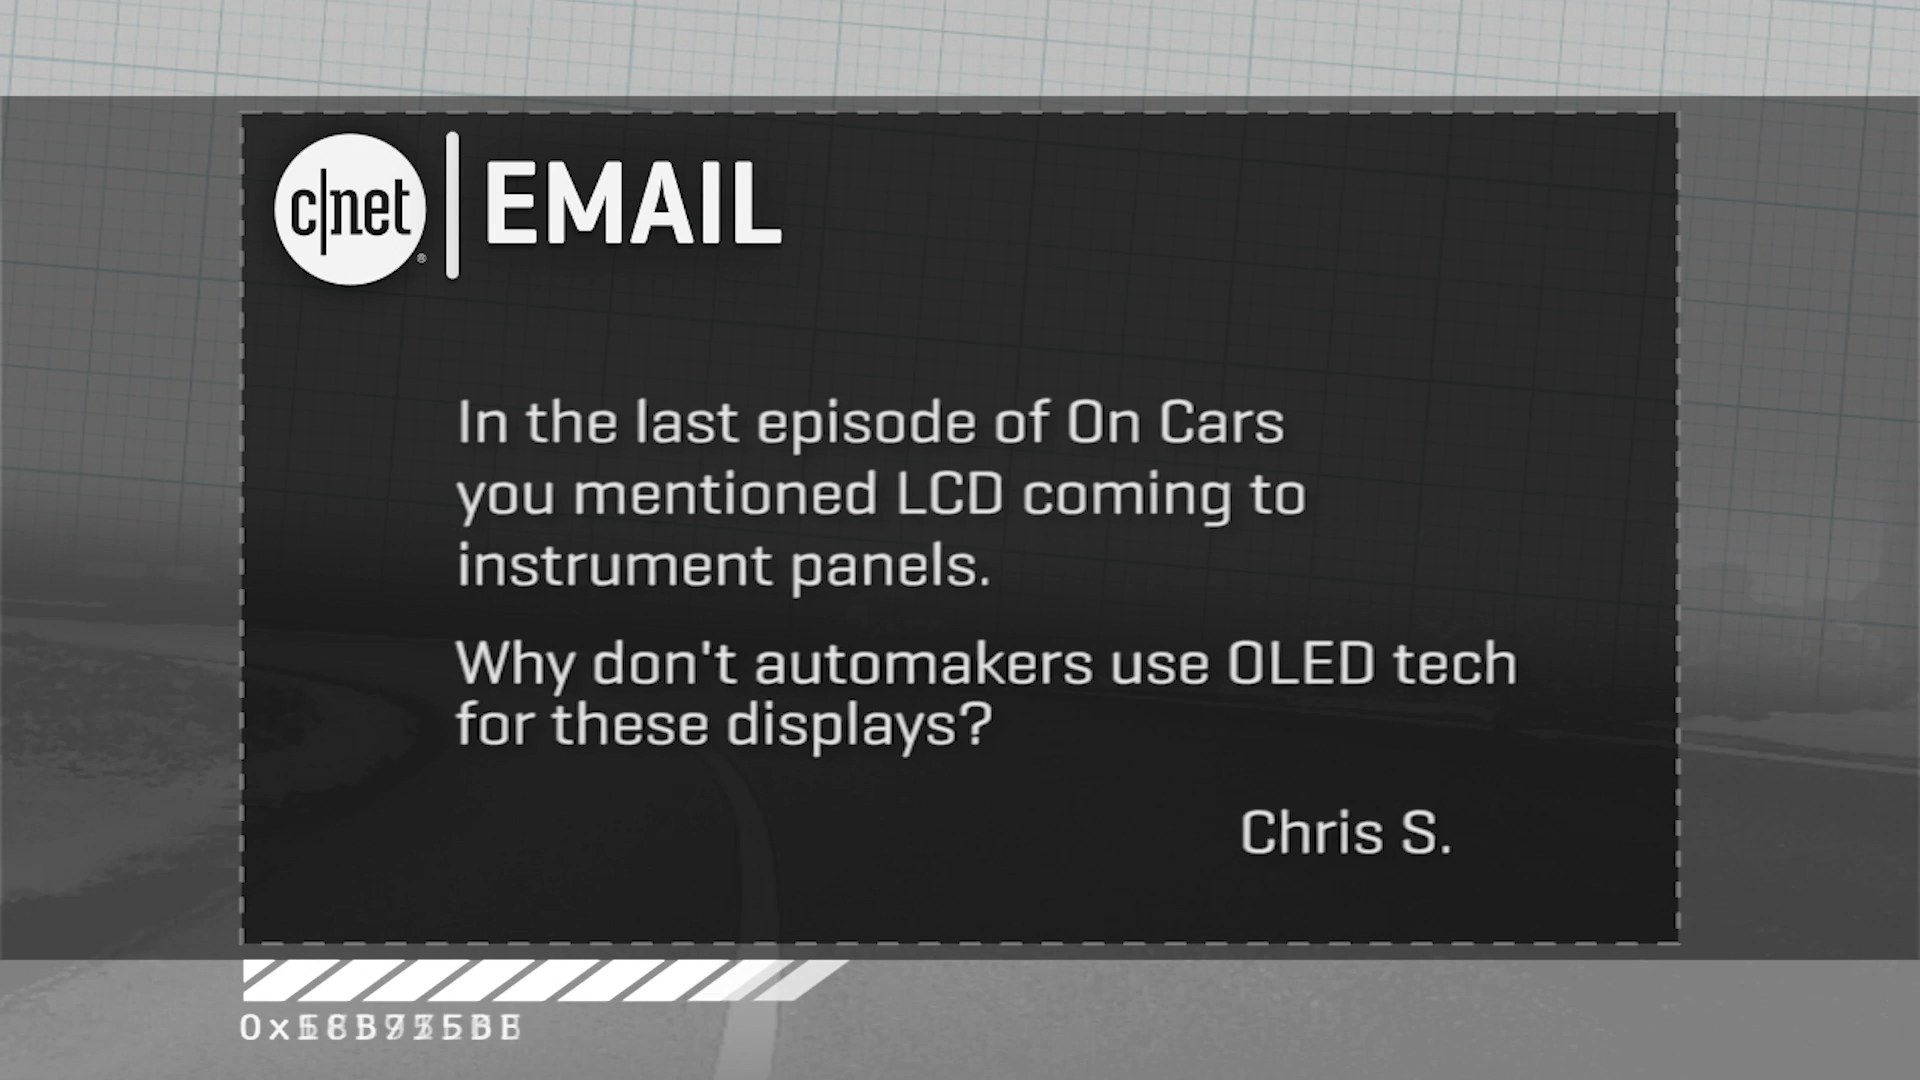 c|net ® EMAIL
In the last episode of On Cars
you mentioned LCD coming to
instrument panels.
Why don't automakers use OLED tech
for these displays?
Chris S.